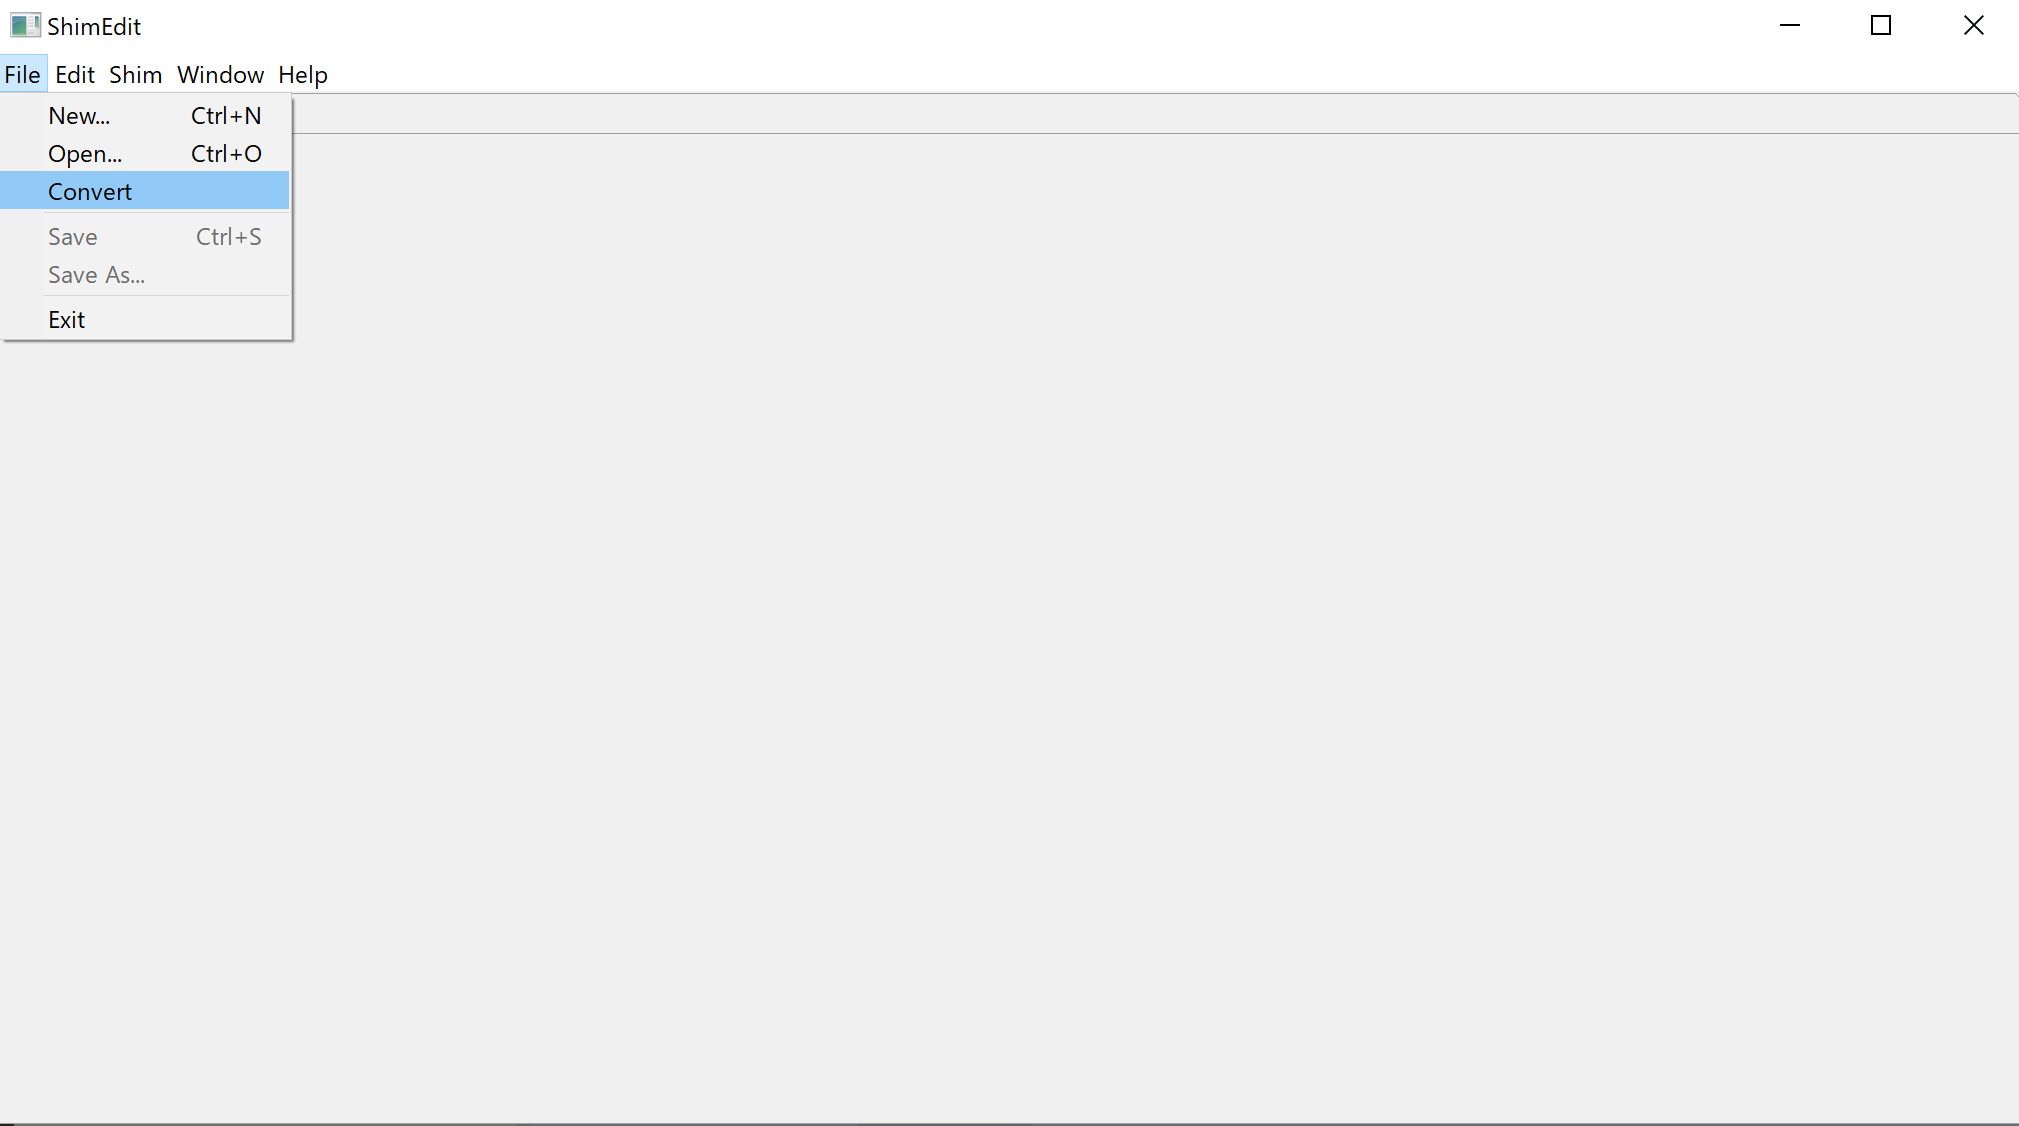 ShimEdit
File Edit Shim Window Help
New... Ctrl+N
Open... Ctrl+O
Convert
Save Ctrl+S
Save As...
Exit